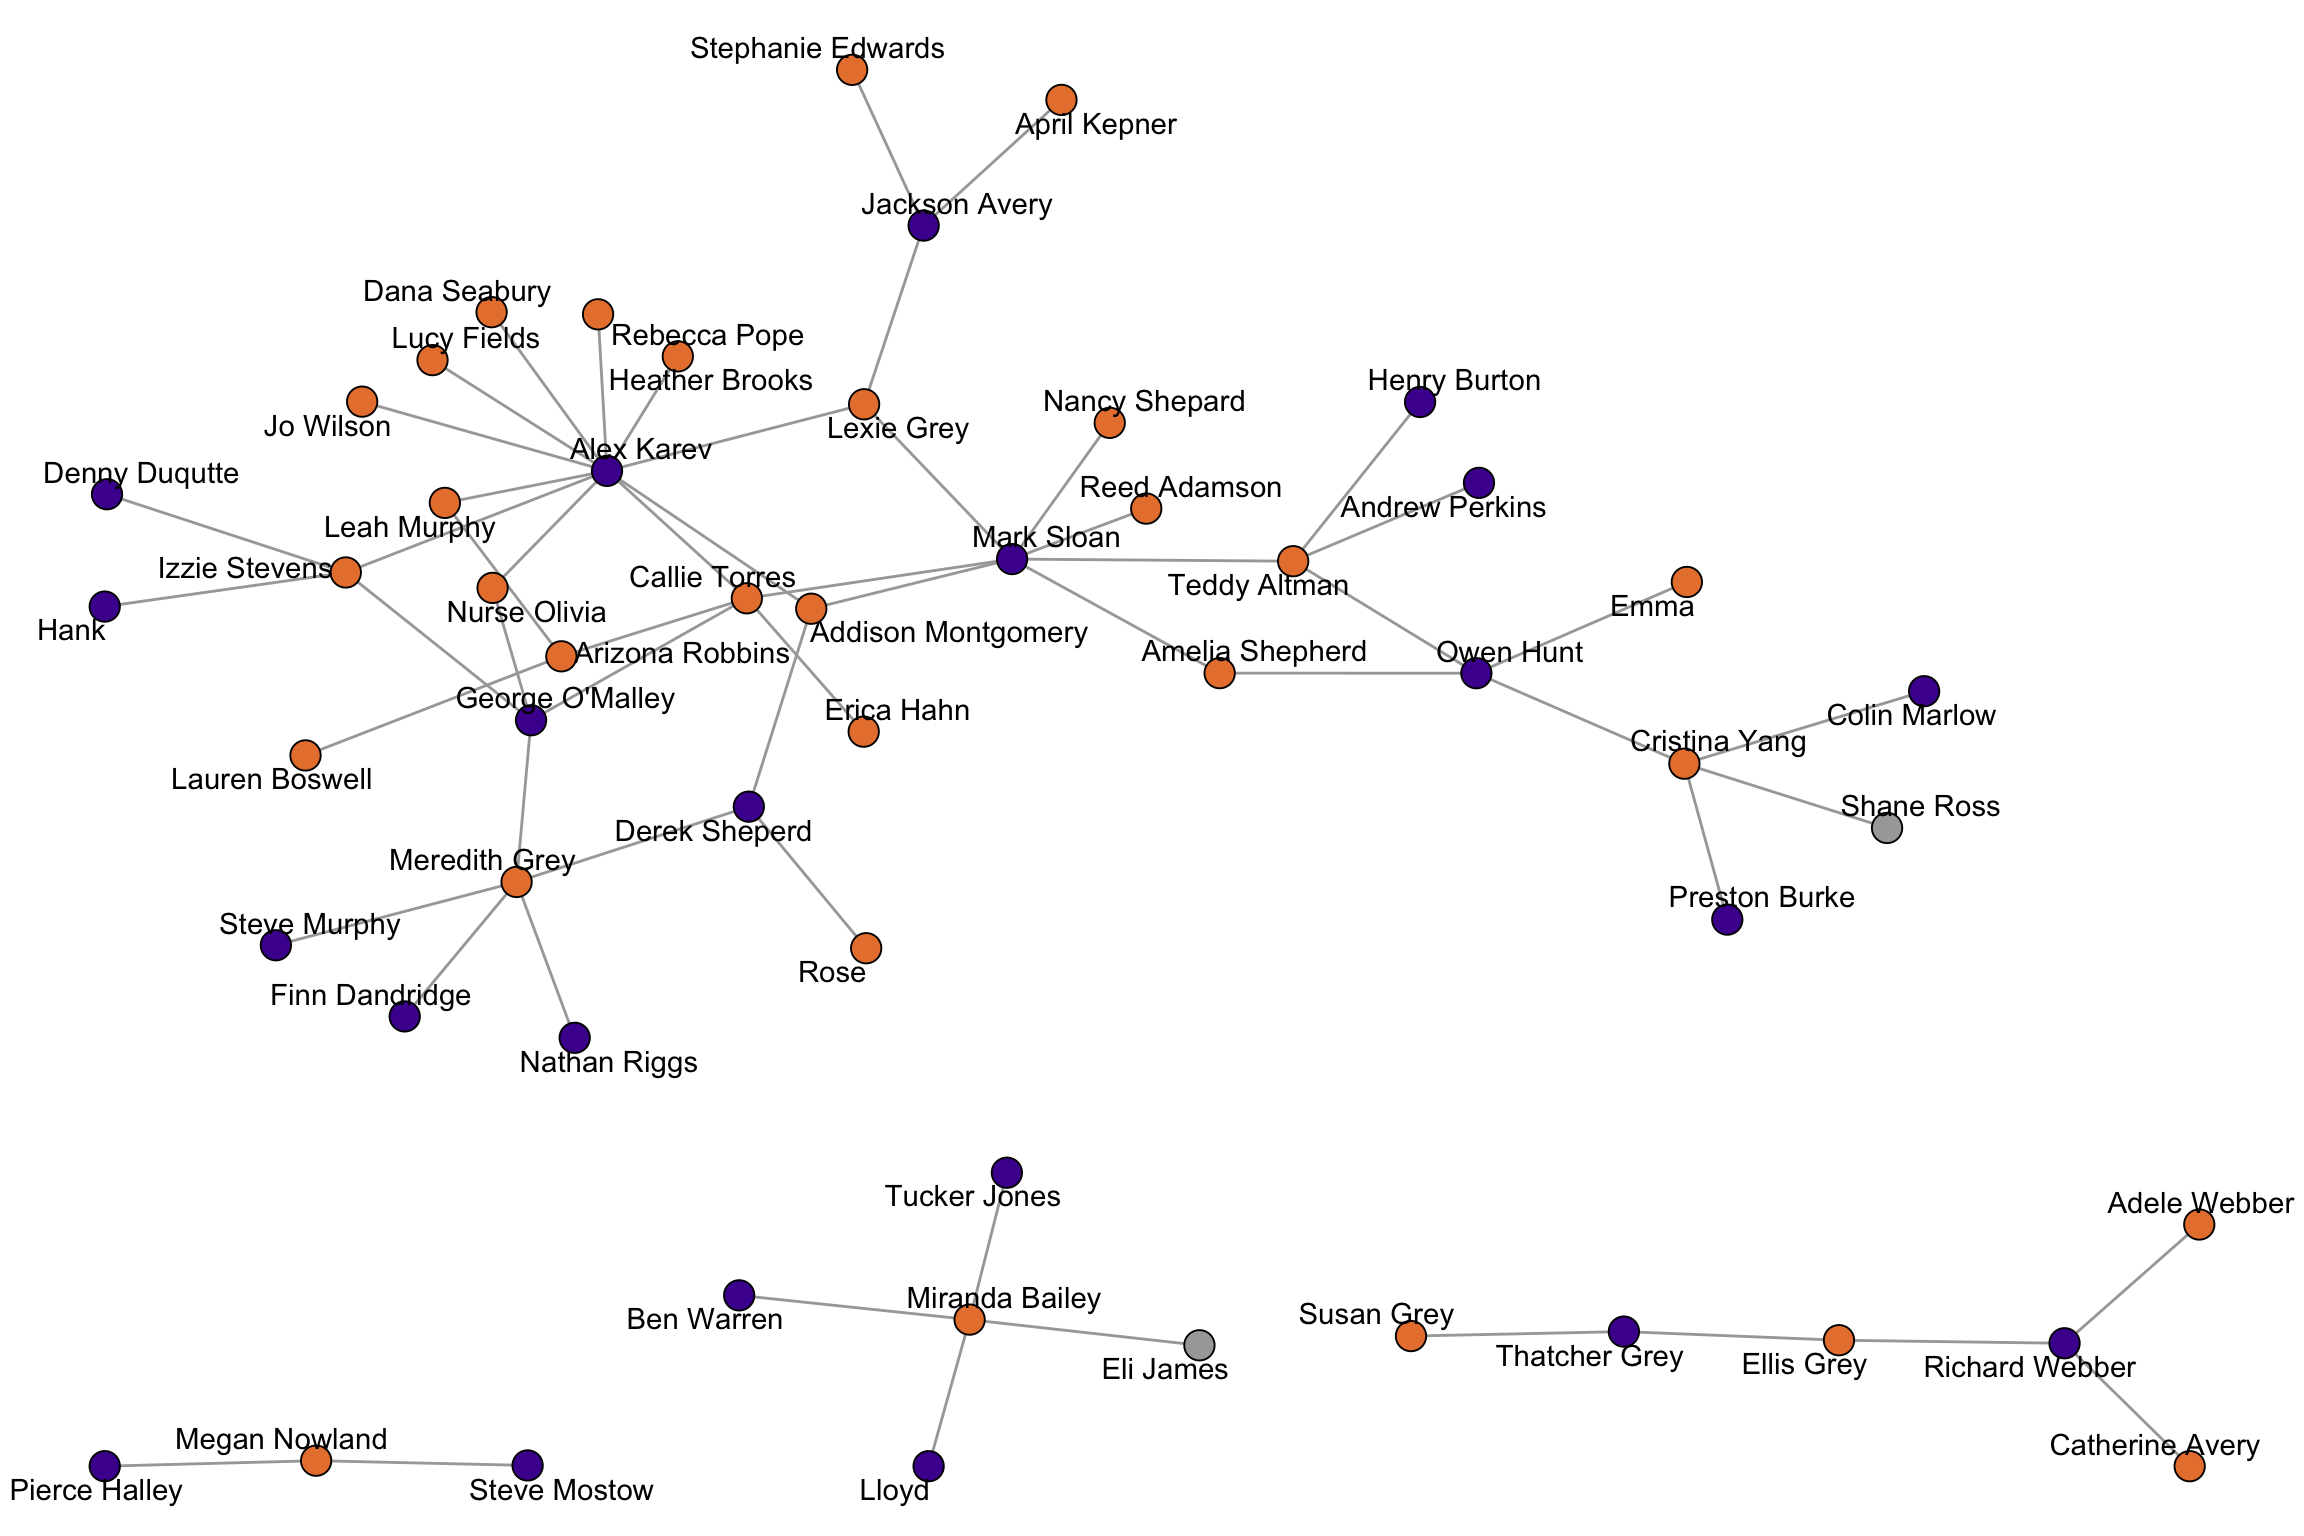 Stephanie Edwards
April Kepner
Jackson Avery
Dana Seabury
Lucy Fields
Rebecca Pope
Heather Brooks
Jo Wilson
Lexie Grey
Nancy Shepard
Henry Burton
Alex Karev
Denny Duqutte
Reed Adamson
Andrew Perkins
Leah Murphy
Mark Sloan
Izzie Stevens
Callie Torres
Teddy Altman
Nurse Olivia
Emma
Hank
Addison Montgomery
Arizona Robbins
Amelia Shepherd
Owen Hunt
George O'Malley
Erica Hahn
Colin Marlow
Cristina Yang
Lauren Boswell
Shane Ross
Derek Sheperd
Meredith Grey
Preston Burke
Steve Murphy
Rose
Finn Dandridge
Nathan Riggs
Tucker Jones
Adele Webber
Miranda Bailey
Ben Warren
Susan Grey
Thatcher Grey
Ellis Grey
Richard Webber
Eli James
Megan Nowland
Catherine Avery
Pierce Halley
Steve Mostow
Lloyd